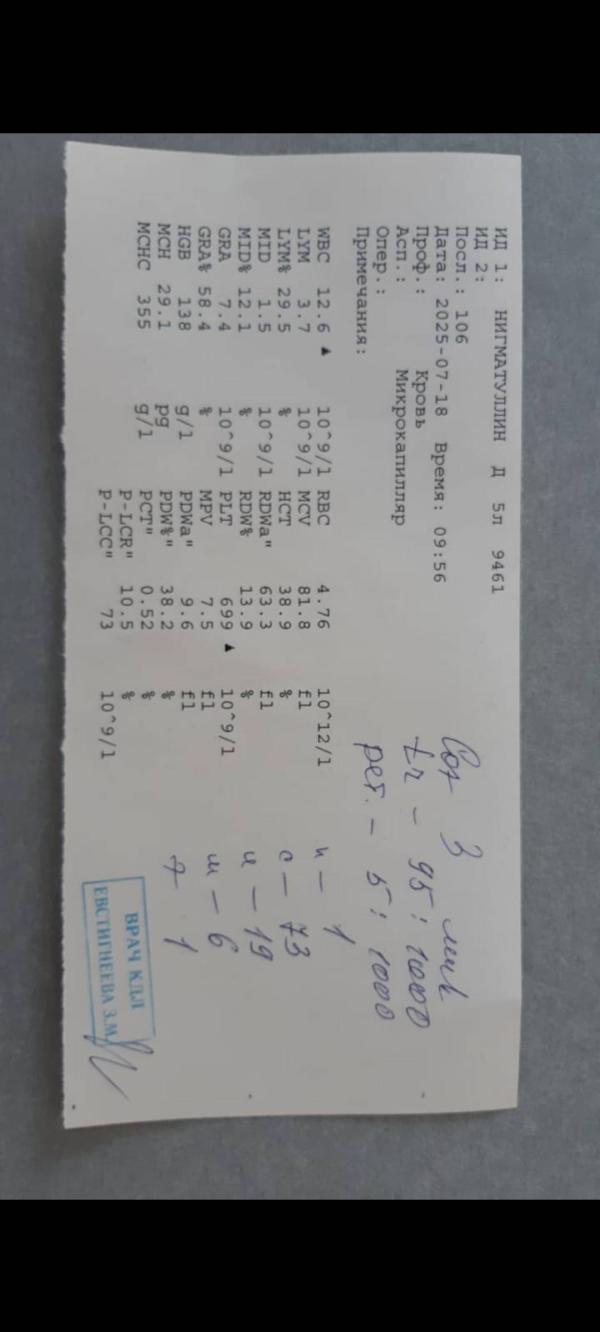 ИД 1: НИГМАТУЛЛИН Д 5л 9461
ИД 2:
Посл.: 106
Дата: 2025-07-18 Время: 09:56
Проф.: Кровь
Асп.: Микрокапилляр
Опер.:
Примечания:
WBC 12.6 ▲ 10^9/l RBC 4.76 10^12/l
LYM 3.7 10^9/l MCV 81.8 fl
LYM% 29.5 % HCT 38.9 %
MID 1.5 10^9/l RDWa" 63.3 fl
MID% 12.1 % RDW% 13.9 %
GRA 7.4 10^9/l PLT 699 ▲ 10^9/l
GRA% 58.4 % MPV 7.5 fl
HGB 138 g/l PDWa" 9.6 fl
MCH 29.1 pg PDW%" 38.2 %
MCHC 355 g/l PCT" 0.52 %
P-LCR" 10.5 %
P-LCC" 73 10^9/l
3
tr – 95 : 1000
рет. – 5 : 1000
п – 1
с – 73
– 19
м – 6
1
ВРАЧ КДЛ
ЕВСТИГНЕЕВА З.М.